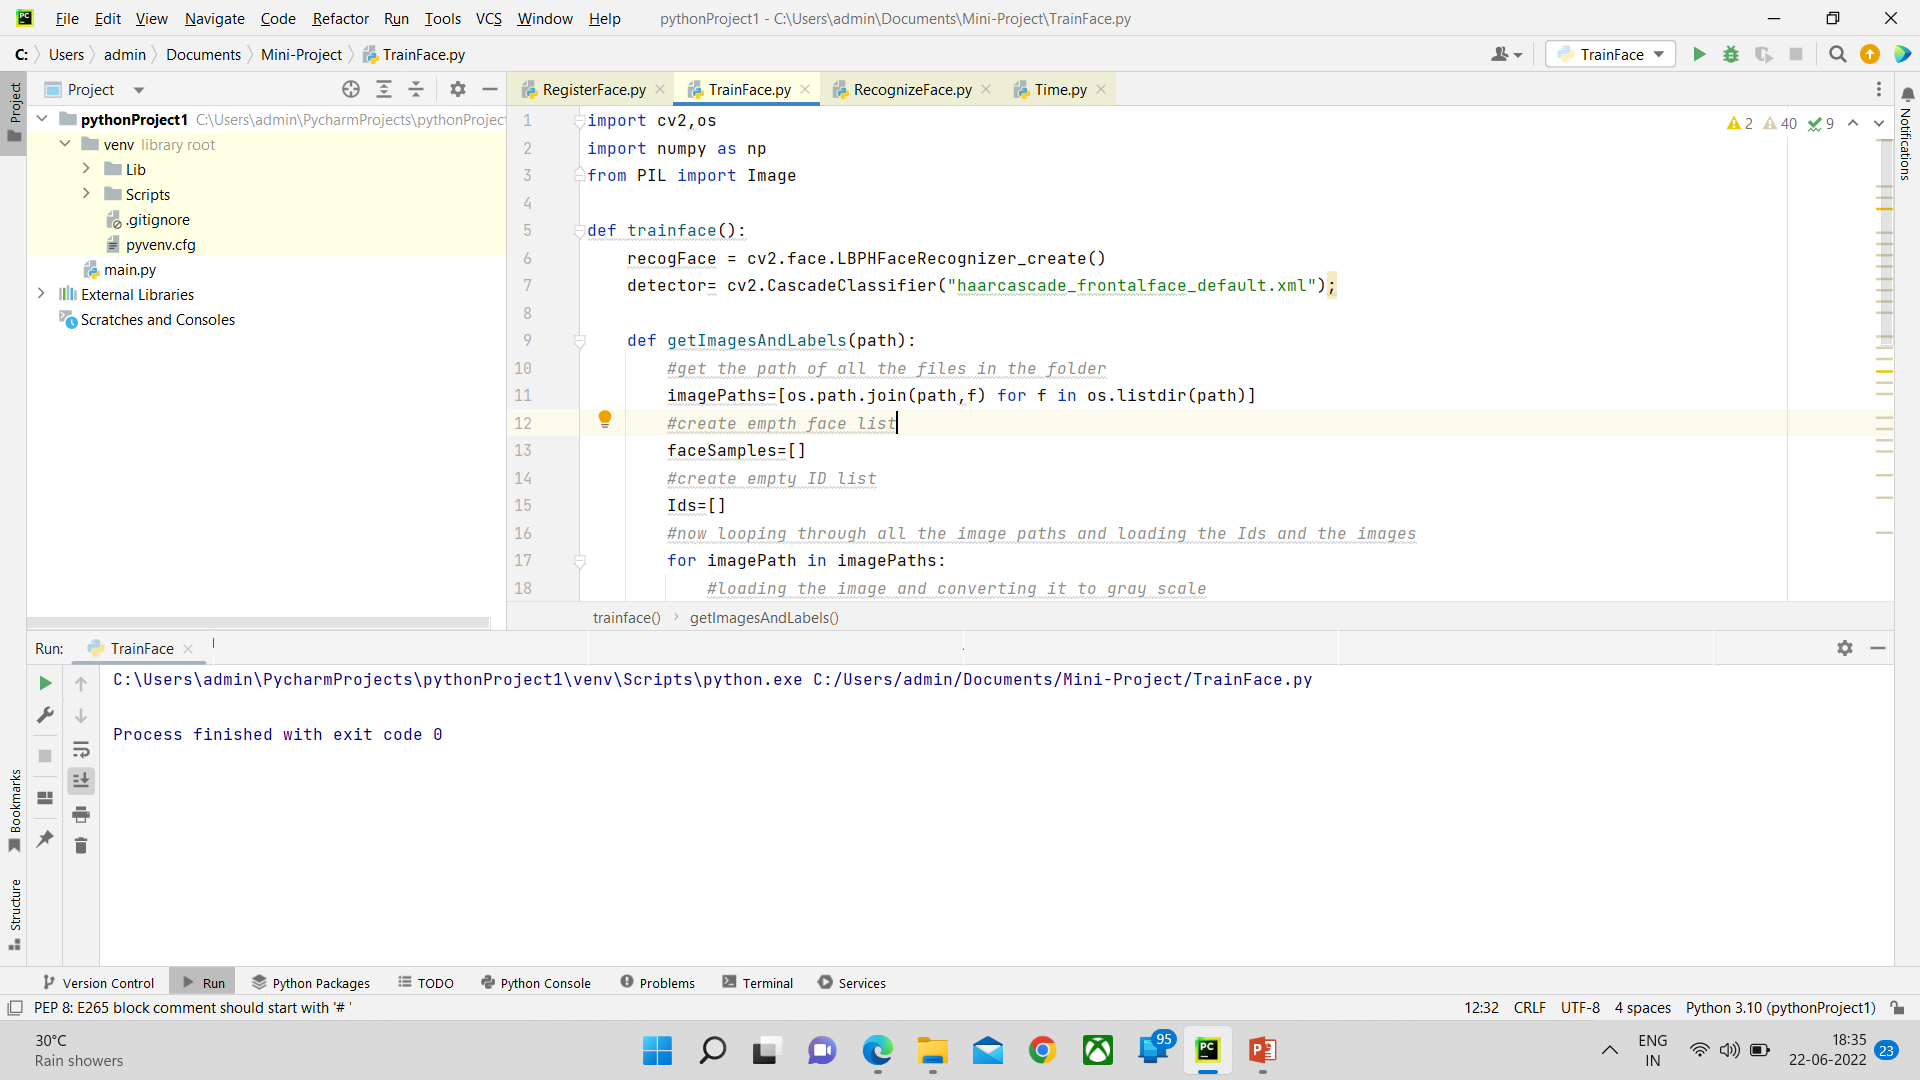 File Edit View Navigate Code Refactor Run Tools VCS Window Help pythonProject1 - C:\Users\admin\Documents\Mini-Project\TrainFace.py
C: Users admin Documents Mini-Project TrainFace.py TrainFace
Project RegisterFace.py TrainFace.py RecognizeFace.py Time.py
Project
Notifications
Bookmarks
Structure
pythonProject1 C:\Users\admin\PycharmProjects\pythonProject
venv library root
Lib
Scripts
.gitignore
pyvenv.cfg
main.py
External Libraries
Scratches and Consoles
2 40 9
1 import cv2,os
2 import numpy as np
3 from PIL import Image
4
5 def trainface():
6 recogFace = cv2.face.LBPHFaceRecognizer_create()
7 detector= cv2.CascadeClassifier("haarcascade_frontalface_default.xml");
8
9 def getImagesAndLabels(path):
10 #get the path of all the files in the folder
11 imagePaths=[os.path.join(path,f) for f in os.listdir(path)]
12 #create empth face list
13 faceSamples=[]
14 #create empty ID list
15 Ids=[]
16 #now looping through all the image paths and loading the Ids and the images
17 for imagePath in imagePaths:
18 #loading the image and converting it to gray scale
trainface() getImagesAndLabels()
Run: TrainFace
C:\Users\admin\PycharmProjects\pythonProject1\venv\Scripts\python.exe C:/Users/admin/Documents/Mini-Project/TrainFace.py
Process finished with exit code 0
Version Control Run Python Packages TODO Python Console Problems Terminal Services
PEP 8: E265 block comment should start with '# ' 12:32 CRLF UTF-8 4 spaces Python 3.10 (pythonProject1)
30°C
Rain showers
95
PC
ENG
IN
18:35
22-06-2022
23